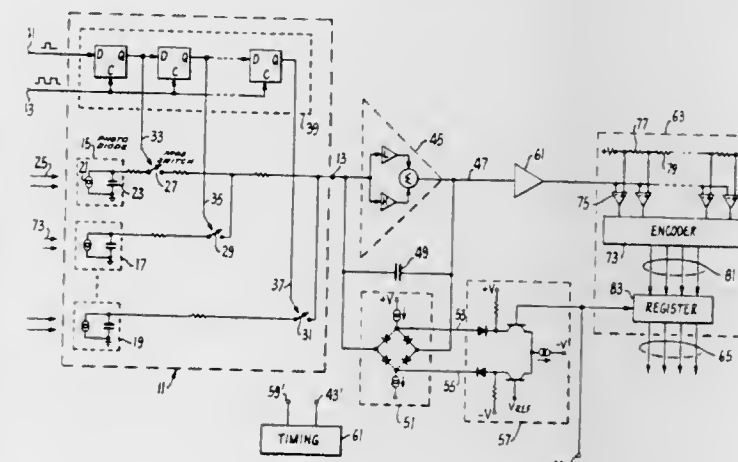 D Q
D Q
Q
C
C
C
13
39
33
15
PHOTO
DIODE
MOS
SWITCH
25
21
23
27
35
13
45
47
61
63
77
79
75
ENCODER
73
81
83
REGISTER
65
73
17
29
37
31
19
11
49
+V
51
53
55
+V
-V
-V
VREF
57
59'
43'
TIMING
61